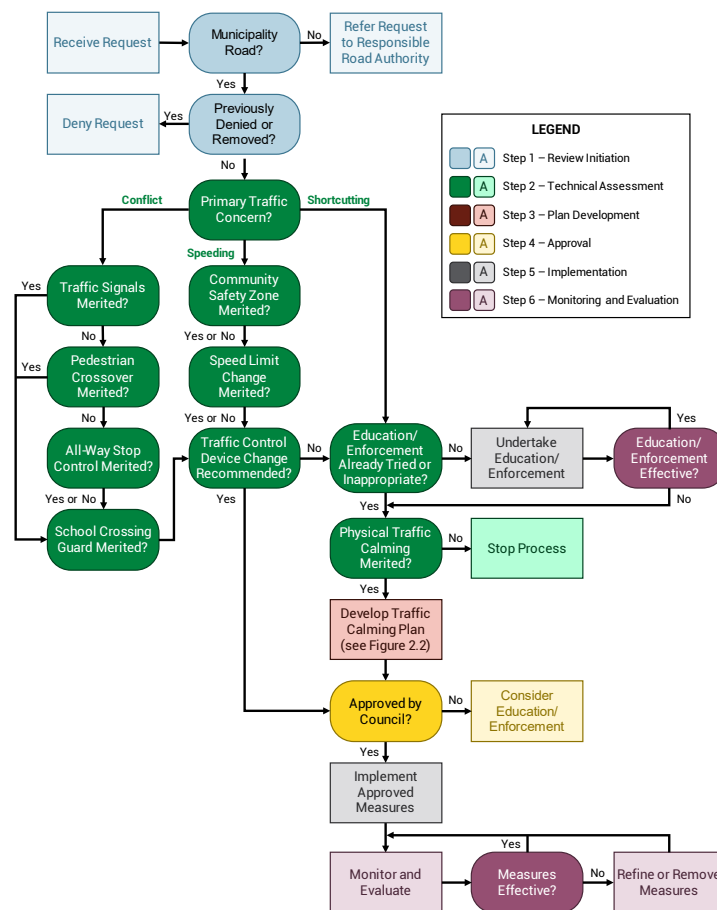 Receive Request
Municipality
Road?
No
Refer Request
to Responsible
Road Authority
Yes
Deny Request
Yes
Previously
Denied or
Removed?
No
LEGEND
A Step 1 – Review Initiation
A Step 2 – Technical Assessment
A Step 3 – Plan Development
A Step 4 – Approval
A Step 5 – Implementation
A Step 6 – Monitoring and Evaluation
Conflict
Primary Traffic
Concern?
Shortcutting
Speeding
Yes
Traffic Signals
Merited?
Community
Safety Zone
Merited?
No
Yes or No
Yes
Pedestrian
Crossover
Merited?
Speed Limit
Change
Merited?
No
Yes or No
All-Way Stop
Control Merited?
Traffic Control
Device Change
Recommended?
No
Education/
Enforcement
Already Tried or
Inappropriate?
No
Undertake
Education/
Enforcement
Yes
Education/
Enforcement
Effective?
Yes or No
Yes
Yes
No
School Crossing
Guard Merited?
Physical Traffic
Calming
Merited?
No
Stop Process
Yes
Develop Traffic
Calming Plan
(see Figure 2.2)
Approved by
Council?
No
Consider
Education/
Enforcement
Yes
Implement
Approved
Measures
Yes
Monitor and
Evaluate
Measures
Effective?
No
Refine or Remove
Measures